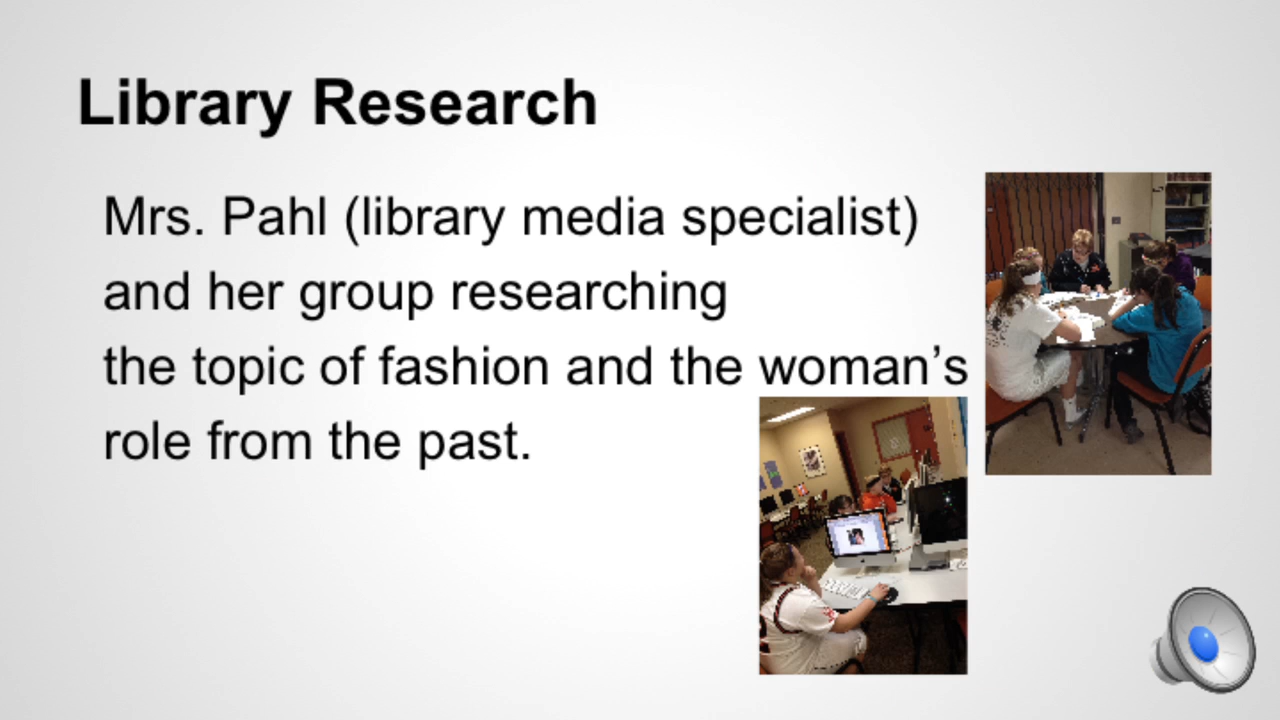 Library Research
Mrs. Pahl (library media specialist)
and her group researching
the topic of fashion and the woman’s
role from the past.